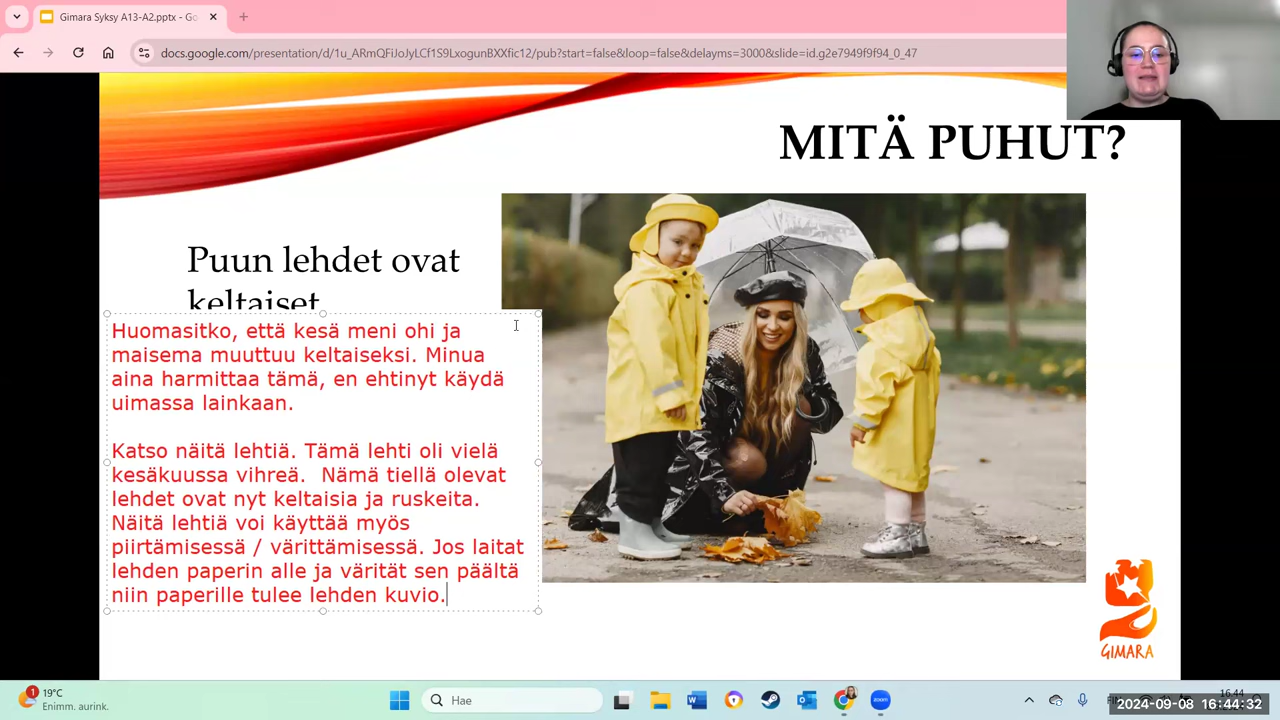 Gimara Syksy A13-A2.pptx - Go
docs.google.com/presentation/d/1u_ARmQFiJoJyLCf1S9LxogunBXXfic12/pub?start=false&loop=false&delayms=3000&slide=id.g2e7949f9f94_0_47
MITÄ PUHUT?
Puun lehdet ovat
keltaiset
Huomasitko, että kesä meni ohi ja
maisema muuttuu keltaiseksi. Minua
aina harmittaa tämä, en ehtinyt käydä
uimassa lainkaan.
Katso näitä lehtiä. Tämä lehti oli vielä
kesäkuussa vihreä.  Nämä tiellä olevat
lehdet ovat nyt keltaisia ja ruskeita.
Näitä lehtiä voi käyttää myös
piirtämisessä / värittämisessä. Jos laitat
lehden paperin alle ja värität sen päältä
niin paperille tulee lehden kuvio.
GIMARA
1
19°C
Enimm. aurink.
Hae
zoom
16.44
2024-09-08 16:44:32